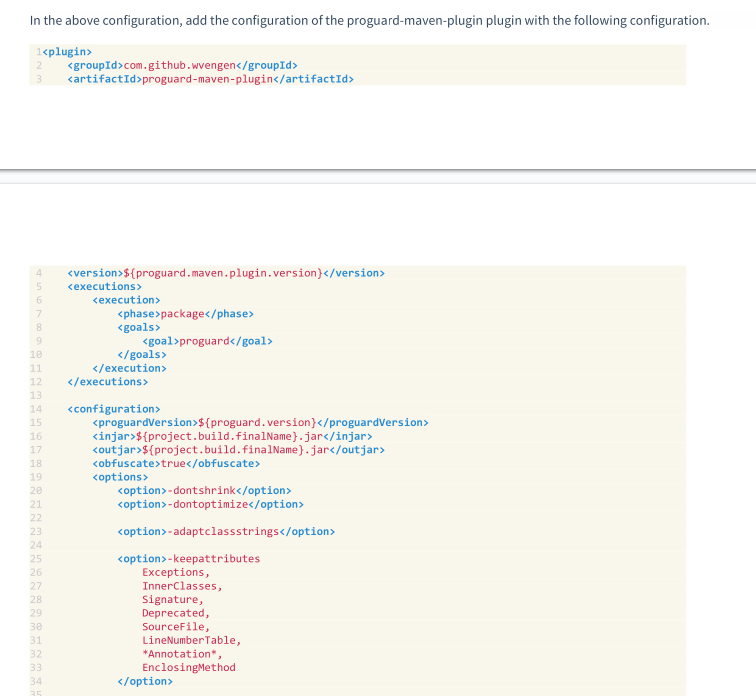 In the above configuration, add the configuration of the proguard-maven-plugin plugin with the following configuration.
1<plugin>
2    <groupId>com.github.wvengen</groupId>
3    <artifactId>proguard-maven-plugin</artifactId>
4    <version>${proguard.maven.plugin.version}</version>
5    <executions>
6        <execution>
7            <phase>package</phase>
8            <goals>
9                <goal>proguard</goal>
10            </goals>
11        </execution>
12    </executions>
13
14    <configuration>
15        <proguardVersion>${proguard.version}</proguardVersion>
16        <injar>${project.build.finalName}.jar</injar>
17        <outjar>${project.build.finalName}.jar</outjar>
18        <obfuscate>true</obfuscate>
19        <options>
20            <option>-dontshrink</option>
21            <option>-dontoptimize</option>
22
23            <option>-adaptclassstrings</option>
24
25            <option>-keepattributes
26                Exceptions,
27                InnerClasses,
28                Signature,
29                Deprecated,
30                SourceFile,
31                LineNumberTable,
32                *Annotation*,
33                EnclosingMethod
34            </option>
35